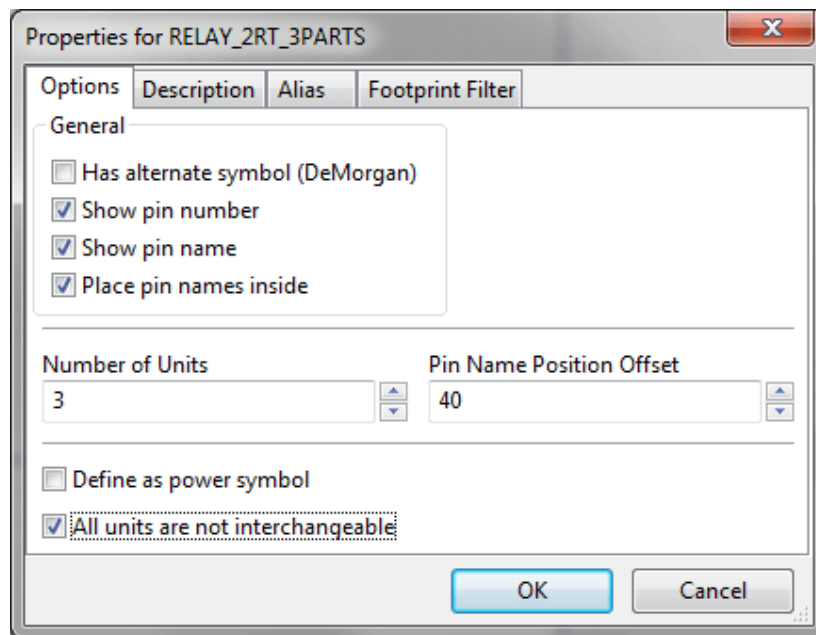 Properties for RELAY_2RT_3PARTS
Options Description Alias Footprint Filter
General
Has alternate symbol (DeMorgan)
Show pin number
Show pin name
Place pin names inside
Number of Units Pin Name Position Offset
3 40
Define as power symbol
All units are not interchangeable
OK Cancel